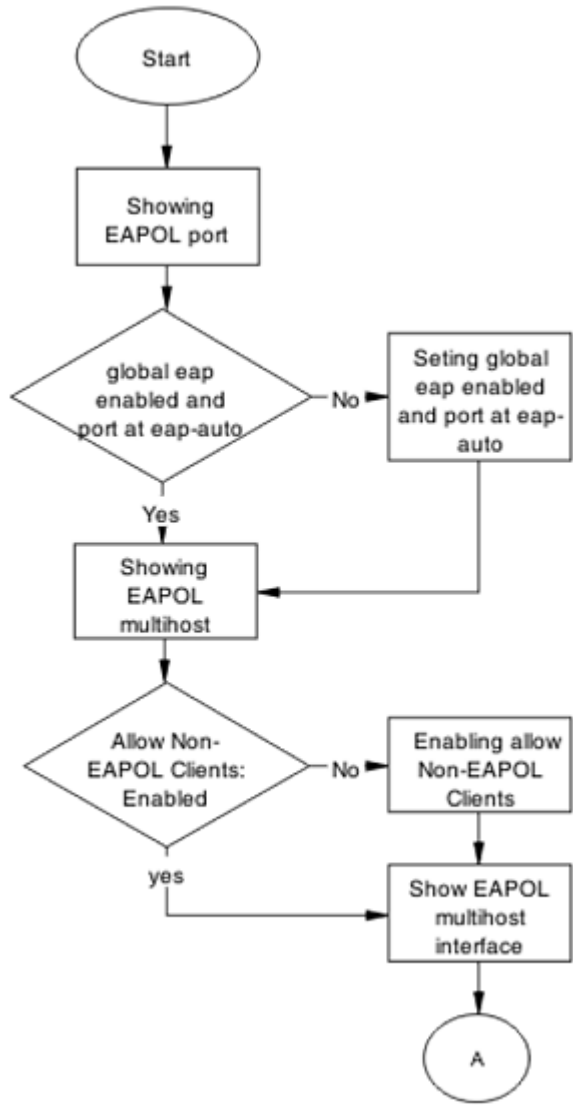 Start
Showing
EAPOL port
global eap
enabled and
port at eap-auto
No
Seting global
eap enabled
and port at eap-
auto
Yes
Showing
EAPOL
multihost
Allow Non-
EAPOL Clients:
Enabled
No
Enabling allow
Non-EAPOL
Clients
yes
Show EAPOL
multihost
interface
A